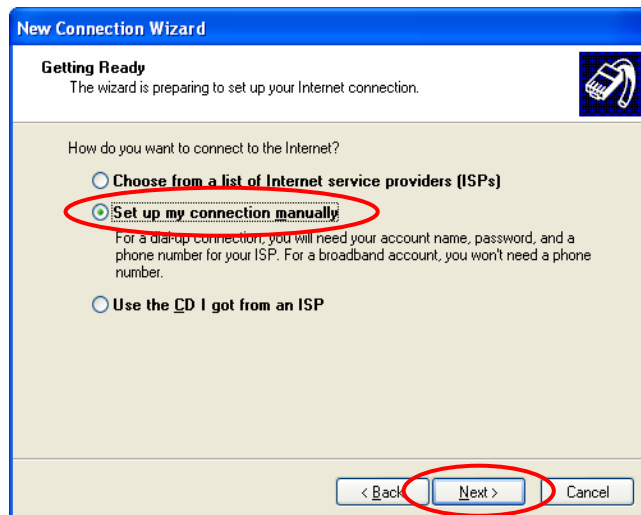 New Connection Wizard
Getting Ready
The wizard is preparing to set up your Internet connection.
How do you want to connect to the Internet?
Choose from a list of Internet service providers (ISPs)
Set up my connection manually
For a dial-up connection, you will need your account name, password, and a
phone number for your ISP. For a broadband account, you won't need a phone
number.
Use the CD I got from an ISP
< Back Next > Cancel